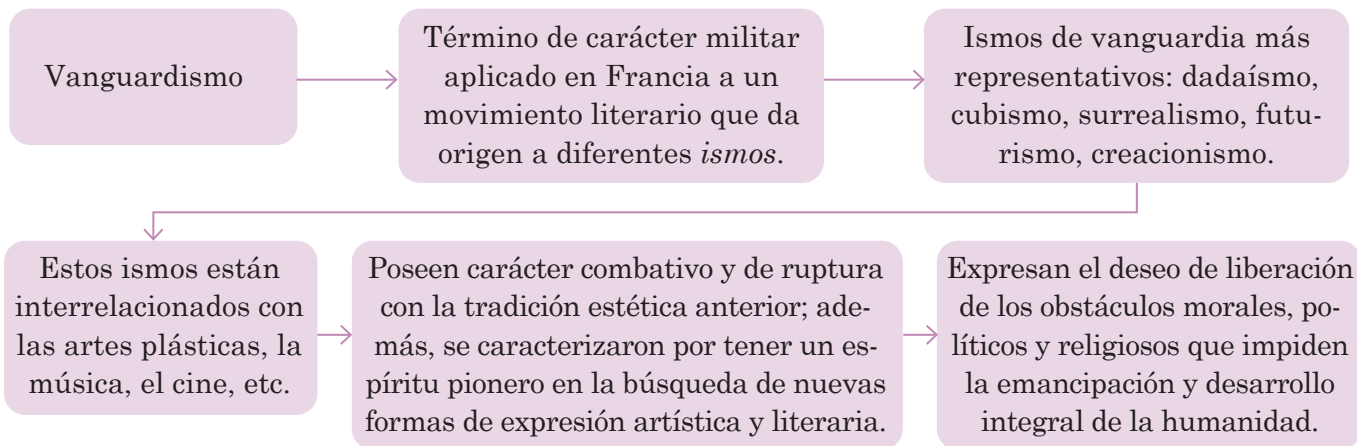 Vanguardismo
Término de carácter militar
aplicado en Francia a un
movimiento literario que da
origen a diferentes ismos.
Ismos de vanguardia más
representativos: dadaísmo,
cubismo, surrealismo, futu-
rismo, creacionismo.
Estos ismos están
interrelacionados con
las artes plásticas, la
música, el cine, etc.
Poseen carácter combativo y de ruptura
con la tradición estética anterior; ade-
más, se caracterizaron por tener un es-
píritu pionero en la búsqueda de nuevas
formas de expresión artística y literaria.
Expresan el deseo de liberación
de los obstáculos morales, po-
líticos y religiosos que impiden
la emancipación y desarrollo
integral de la humanidad.